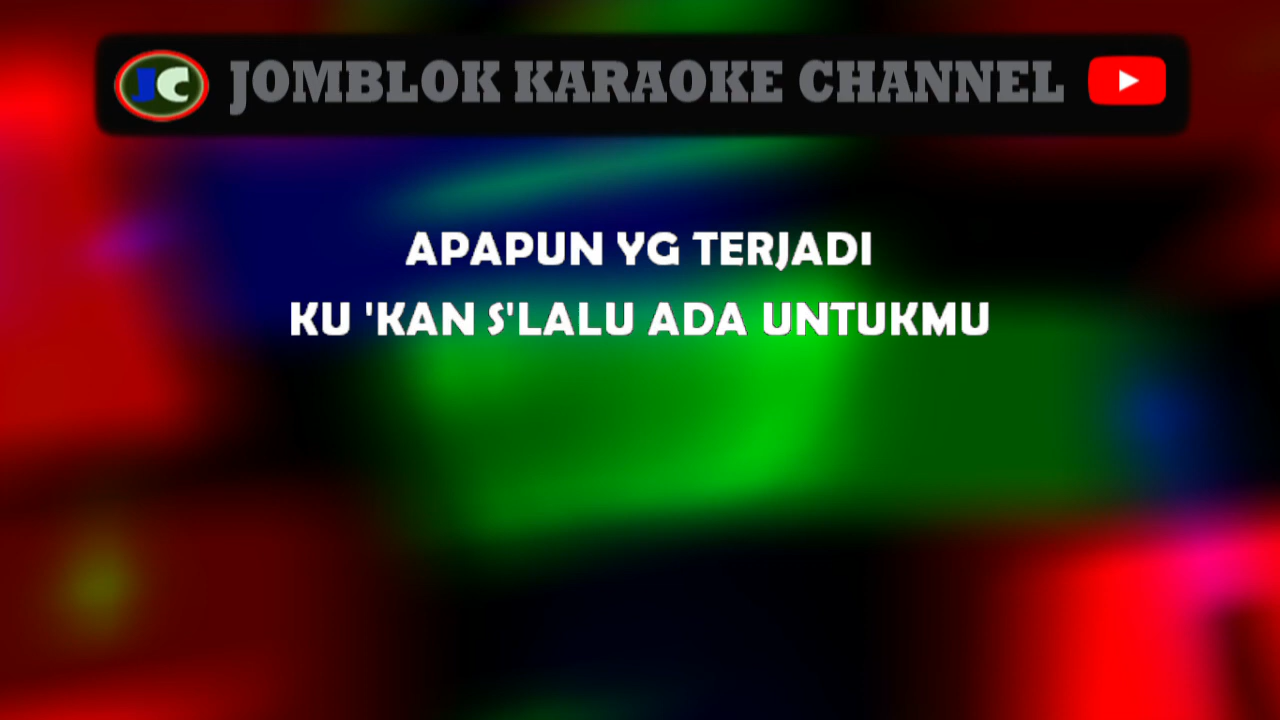 JC JOMBLOK KARAOKE CHANNEL
APAPUN YG TERJADI
KU 'KAN S'LALU ADA UNTUKMU